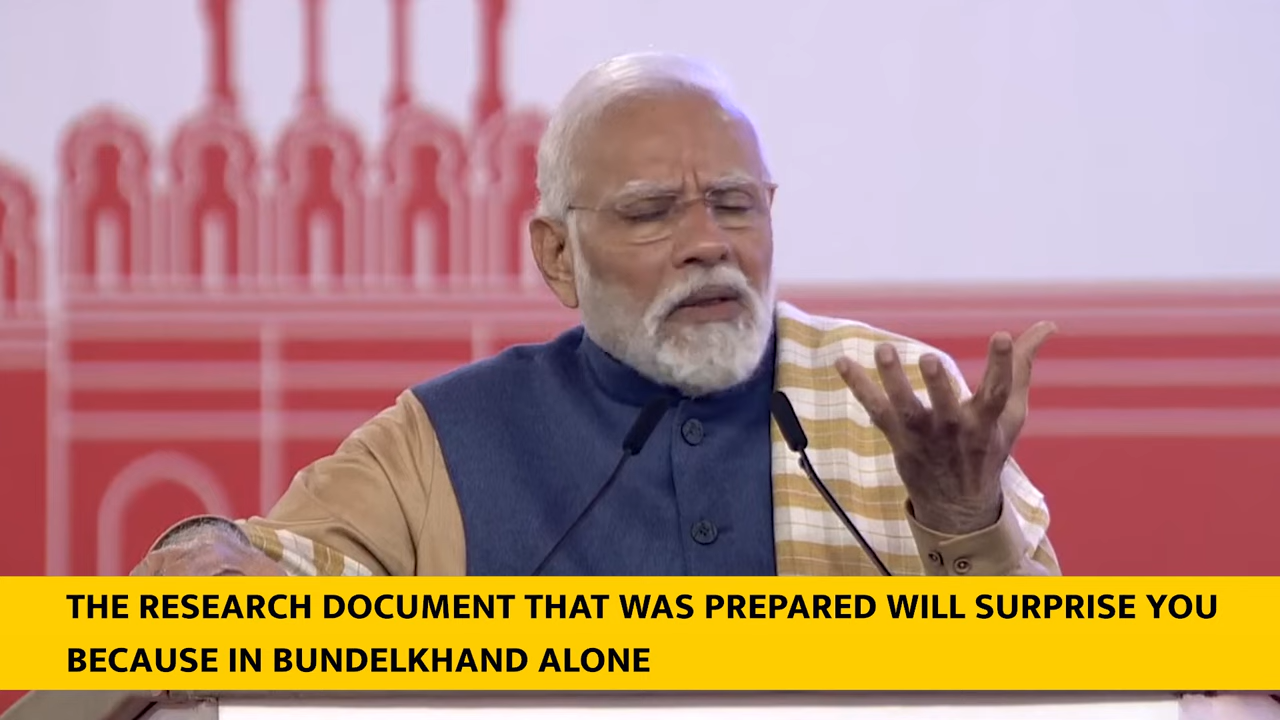 THE RESEARCH DOCUMENT THAT WAS PREPARED WILL SURPRISE YOU
BECAUSE IN BUNDELKHAND ALONE